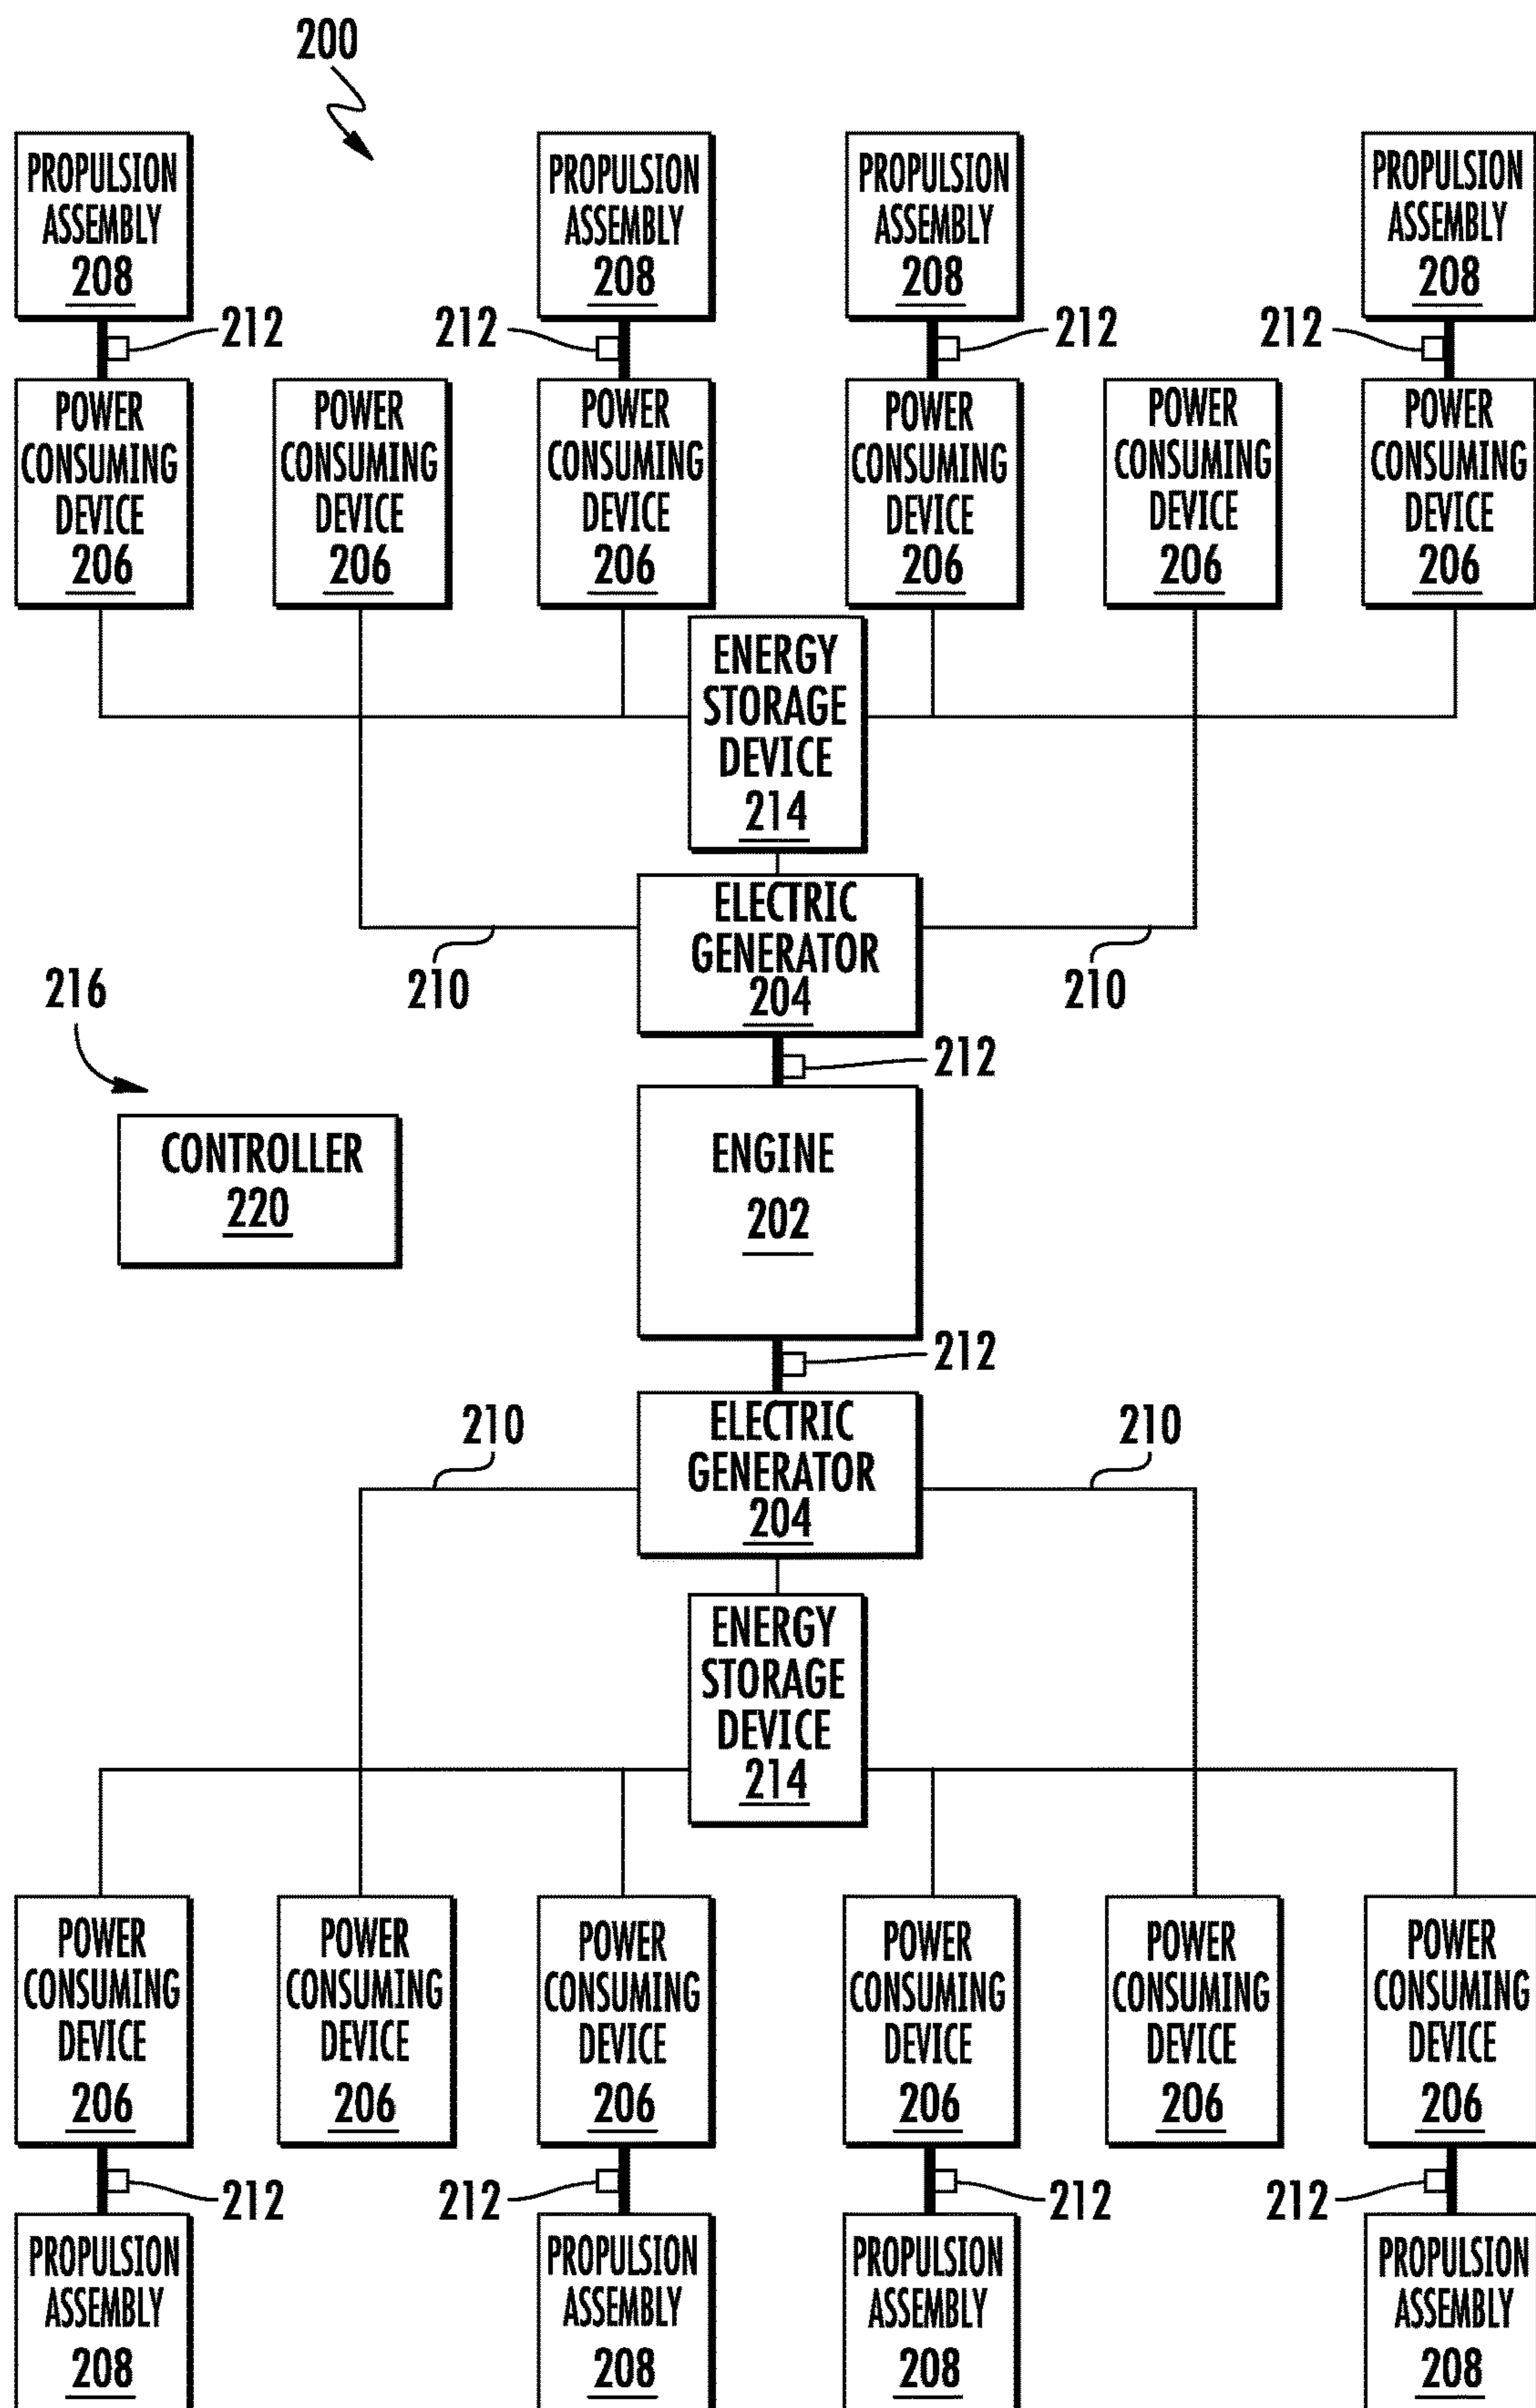 200
PROPULSION
ASSEMBLY
208
PROPULSION
ASSEMBLY
208
PROPULSION
ASSEMBLY
208
PROPULSION
ASSEMBLY
208
212
212
212
212
POWER
CONSUMING
DEVICE
206
POWER
CONSUMING
DEVICE
206
POWER
CONSUMING
DEVICE
206
POWER
CONSUMING
DEVICE
206
POWER
CONSUMING
DEVICE
206
POWER
CONSUMING
DEVICE
206
ENERGY
STORAGE
DEVICE
214
ELECTRIC
GENERATOR
204
210
210
216
212
CONTROLLER
220
ENGINE
202
212
210
210
ELECTRIC
GENERATOR
204
ENERGY
STORAGE
DEVICE
214
POWER
CONSUMING
DEVICE
206
POWER
CONSUMING
DEVICE
206
POWER
CONSUMING
DEVICE
206
POWER
CONSUMING
DEVICE
206
POWER
CONSUMING
DEVICE
206
POWER
CONSUMING
DEVICE
206
212
212
212
212
PROPULSION
ASSEMBLY
208
PROPULSION
ASSEMBLY
208
PROPULSION
ASSEMBLY
208
PROPULSION
ASSEMBLY
208